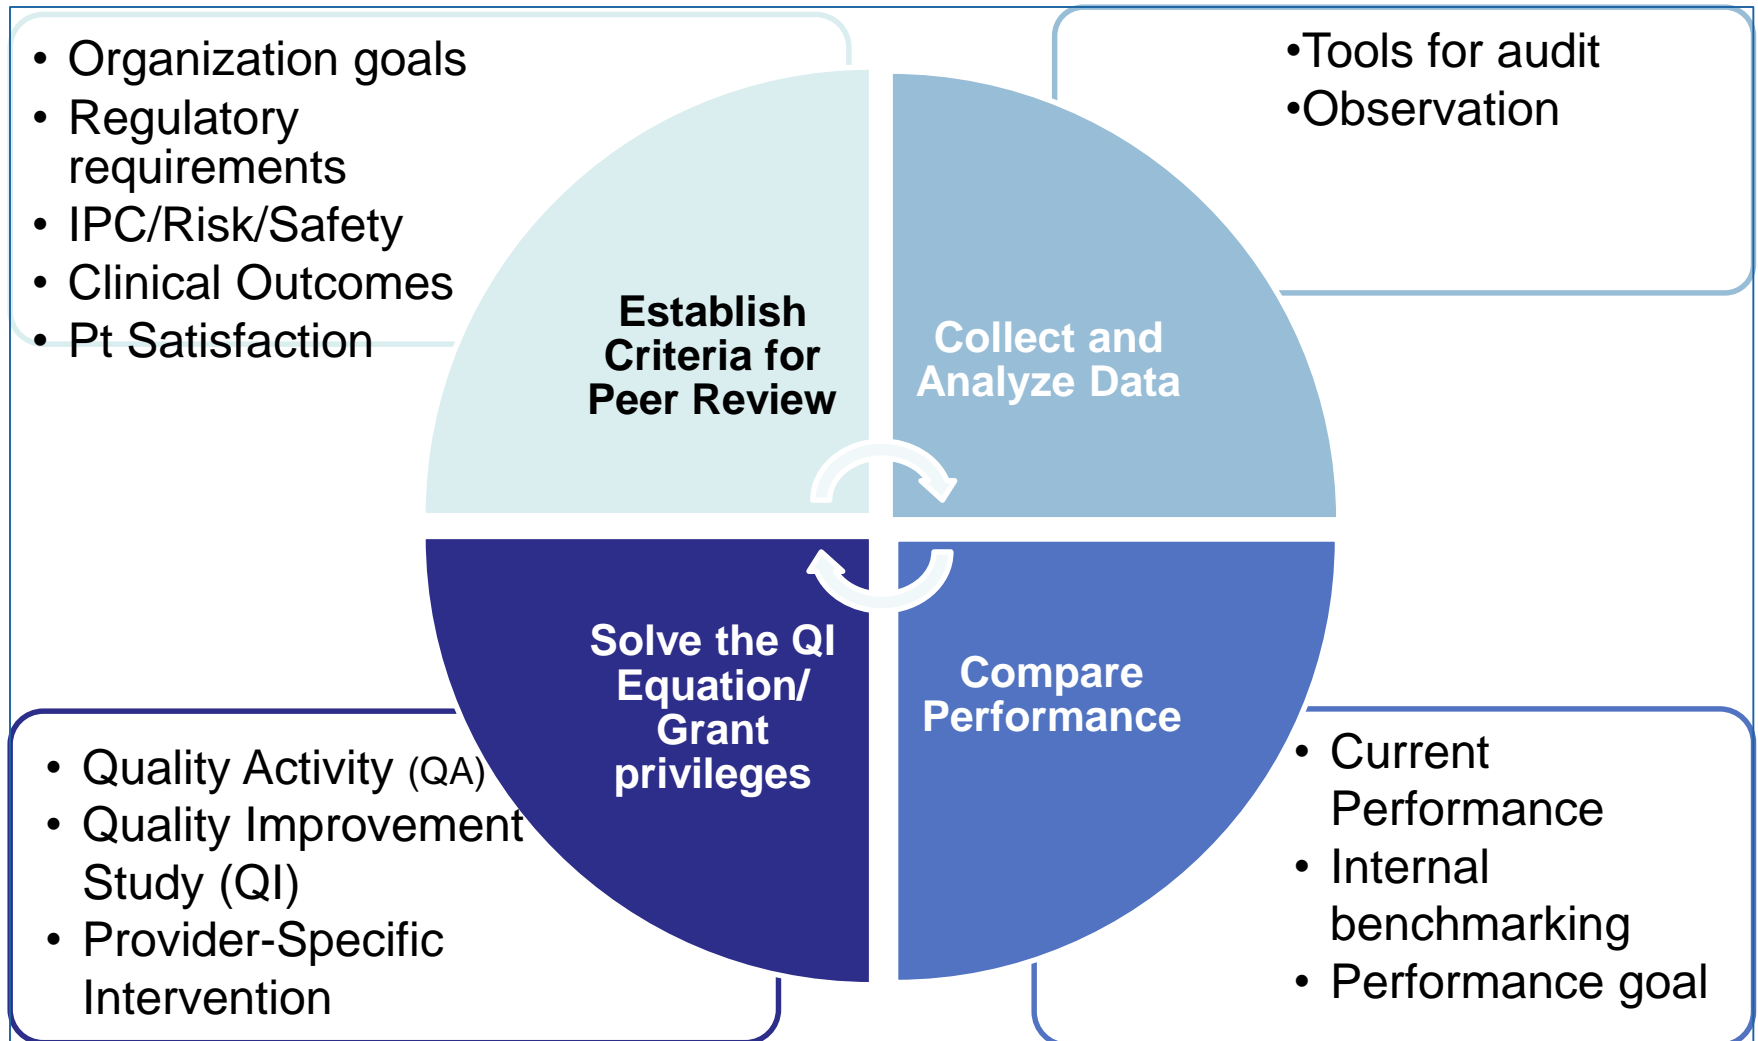 • Organization goals
• Regulatory
requirements
• IPC/Risk/Safety
• Clinical Outcomes
• Pt Satisfaction
•Tools for audit
•Observation
Establish
Criteria for
Peer Review
Collect and
Analyze Data
Solve the QI
Equation/
Grant
privileges
Compare
Performance
• Quality Activity (QA)
• Quality Improvement
Study (QI)
• Provider-Specific
Intervention
• Current
Performance
• Internal
benchmarking
• Performance goal